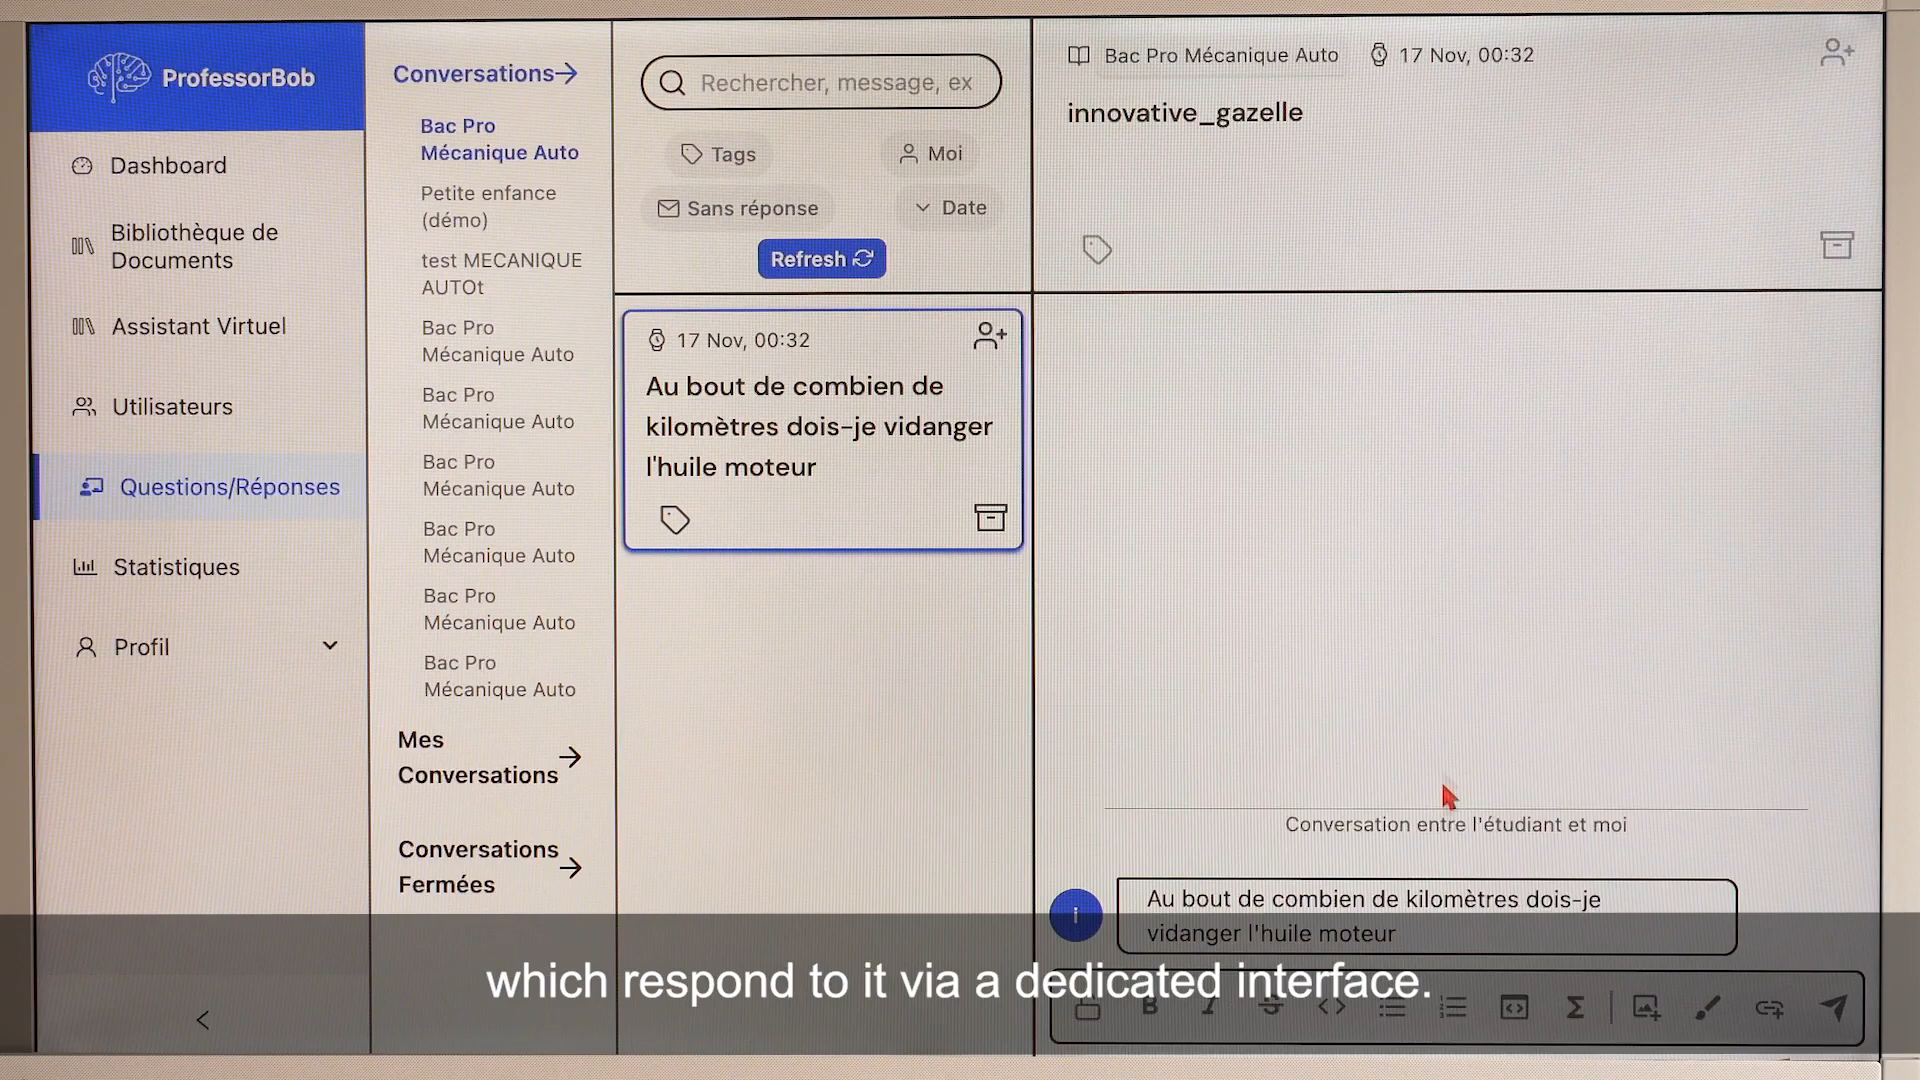 ProfessorBob
Dashboard
Bibliothèque de
Documents
Assistant Virtuel
Utilisateurs
Questions/Réponses
Statistiques
Profil
Conversations
Bac Pro
Mécanique Auto
Petite enfance
(démo)
test MECANIQUE
AUTOt
Bac Pro
Mécanique Auto
Bac Pro
Mécanique Auto
Bac Pro
Mécanique Auto
Bac Pro
Mécanique Auto
Bac Pro
Mécanique Auto
Bac Pro
Mécanique Auto
Mes
Conversations
Conversations
Fermées
Rechercher, message, ex
Tags
Moi
Sans réponse
Date
Refresh
17 Nov, 00:32
Au bout de combien de
kilomètres dois-je vidanger
l'huile moteur
Bac Pro Mécanique Auto
17 Nov, 00:32
innovative_gazelle
Conversation entre l'étudiant et moi
i
Au bout de combien de kilomètres dois-je
vidanger l'huile moteur
which respond to it via a dedicated interface.